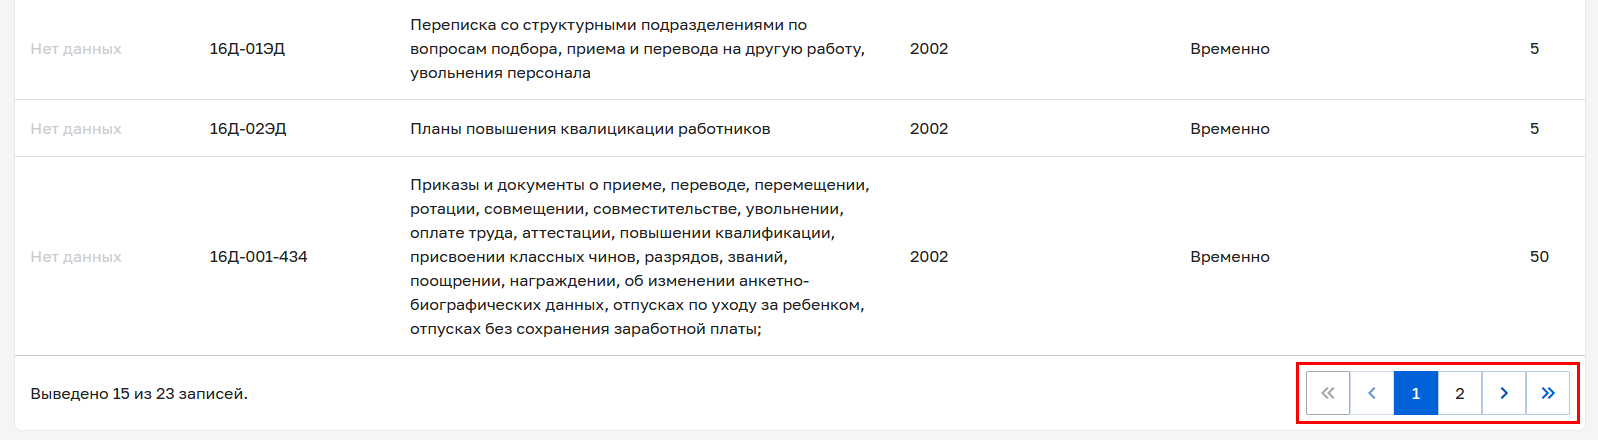 Переписка со структурными подразделениями по
Нет данных 16Д-01ЭД вопросам подбора, приема и перевода на другую работу, 2002 Временно 5
увольнения персонала
Нет данных 16Д-02ЭД Планы повышения квалицикации работников 2002 Временно 5
Приказы и документы о приеме, переводе, перемещении,
ротации, совмещении, совместительстве, увольнении,
оплате труда, аттестации, повышении квалификации,
Нет данных 16Д-001-434 присвоении классных чинов, разрядов, званий, 2002 Временно 50
поощрении, награждении, об изменении анкетно-
биографических данных, отпусках по уходу за ребенком,
отпусках без сохранения заработной платы;
Выведено 15 из 23 записей. « ‹ 1 2 › »